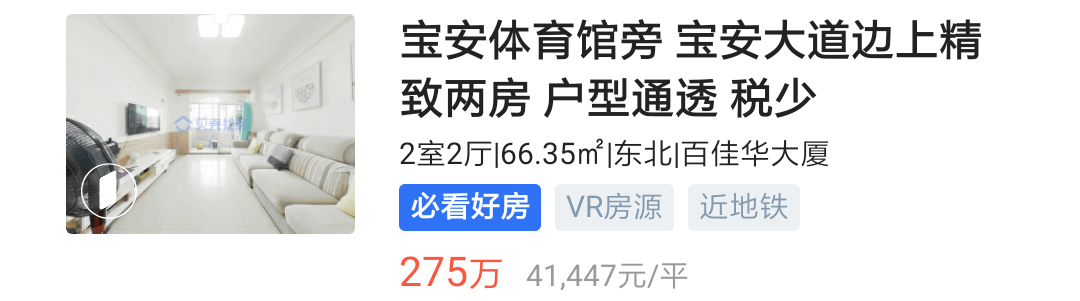 宝安体育馆旁 宝安大道边上精
致两房 户型通透 税少
2室2厅|66.35㎡|东北|百佳华大厦
必看好房 VR房源 近地铁
275万 41,447元/平